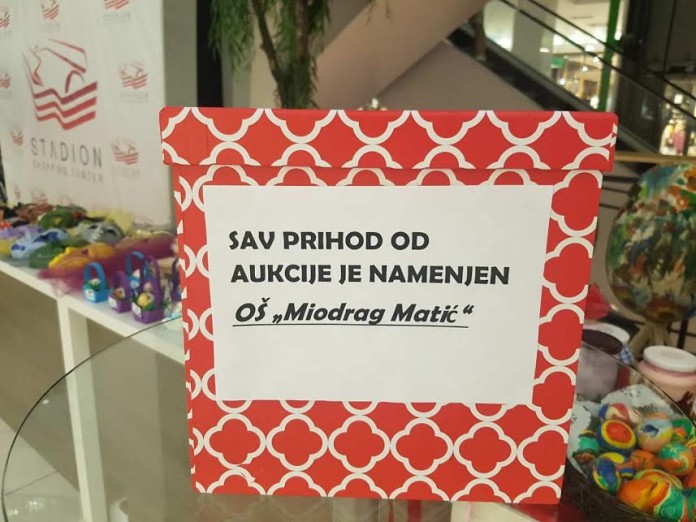 STADION
SHOPPING CENTER
SAV PRIHOD OD
AUKCIJE JE NAMENJEN
OŠ „Miodrag Matić“